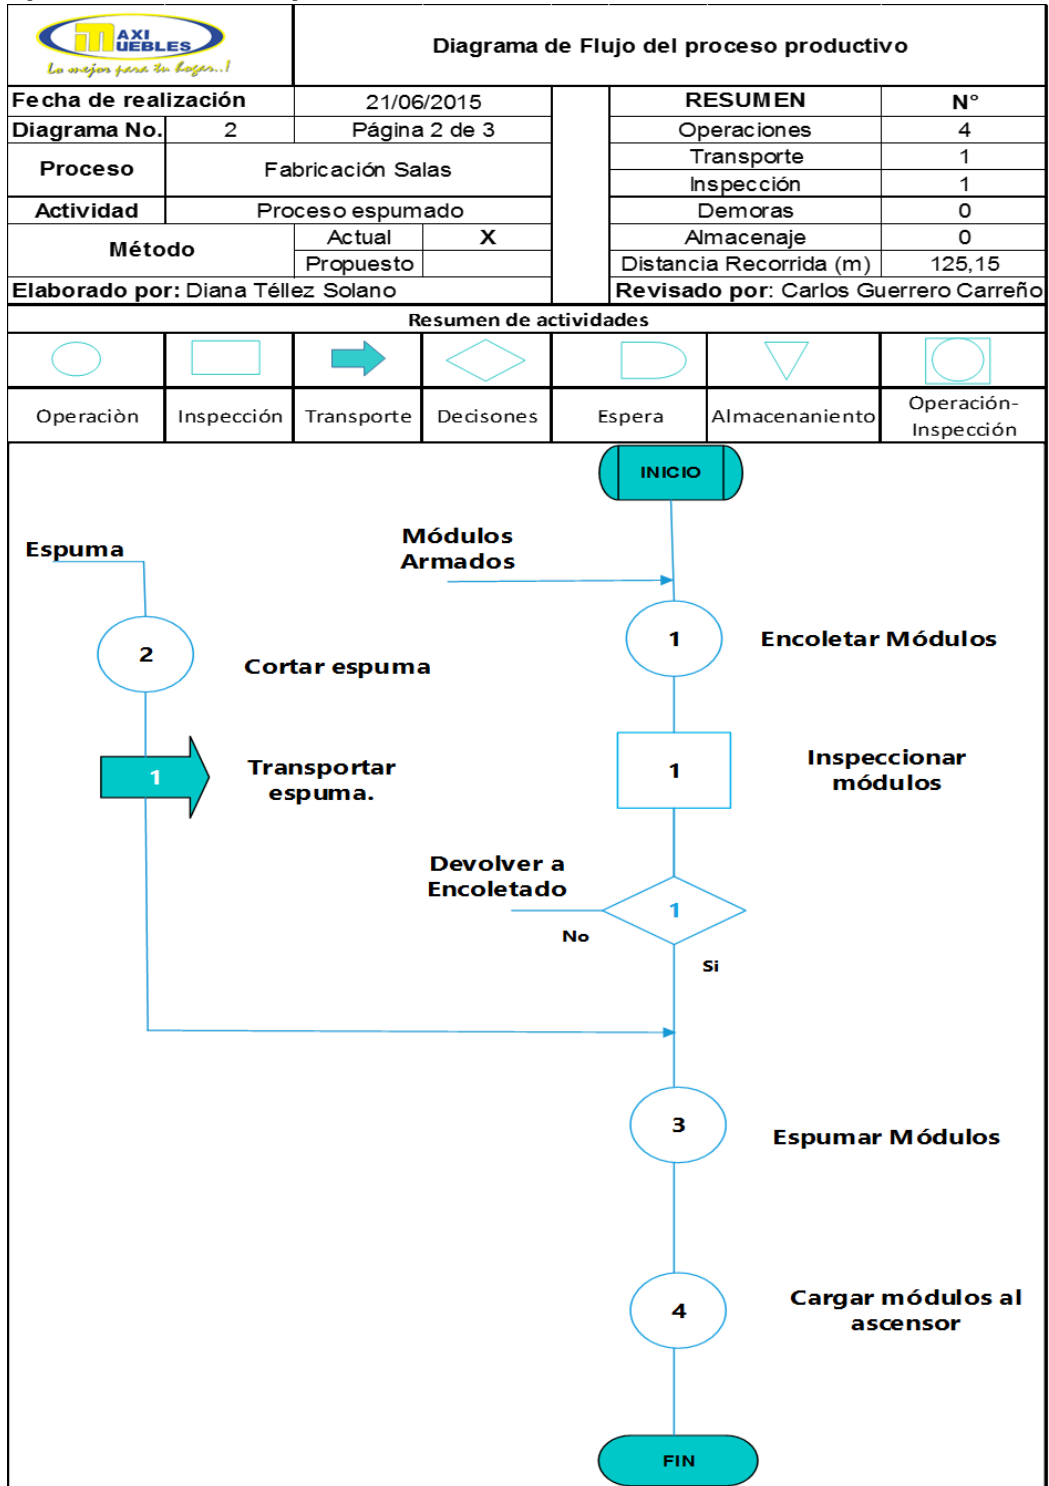 iMAXI
MUEBLES
Lo mejor para tu hogar..!
Diagrama de Flujo del proceso productivo
Fecha de realización 21/06/2015 RESUMEN N°
Diagrama No. 2 Página 2 de 3 Operaciones 4
Proceso Fabricación Salas Transporte 1
Inspección 1
Actividad Proceso espumado Demoras 0
Método Actual X Almacenaje 0
Propuesto Distancia Recorrida (m) 125,15
Elaborado por: Diana Téllez Solano Revisado por: Carlos Guerrero Carreño
Resumen de actividades
Operaciòn Inspección Transporte Decisones Espera Almacenaniento Operación-
Inspección
INICIO
Módulos
Armados
Espuma
1 Encoletar Módulos
2 Cortar espuma
Inspeccionar
módulos
1
Transportar
espuma.
1
Devolver a
Encoletado
1
No
Si
3 Espumar Módulos
4 Cargar módulos al
ascensor
FIN